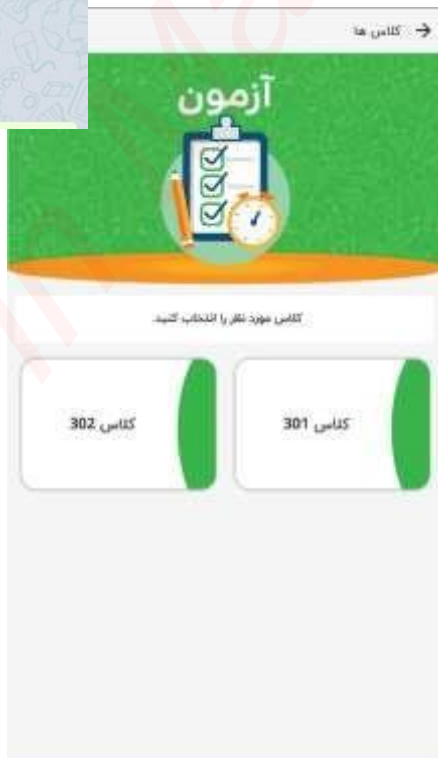 کلاس ها
آزمون
کلاس مورد نظر را انتخاب کنید.
کلاس 301
کلاس 302